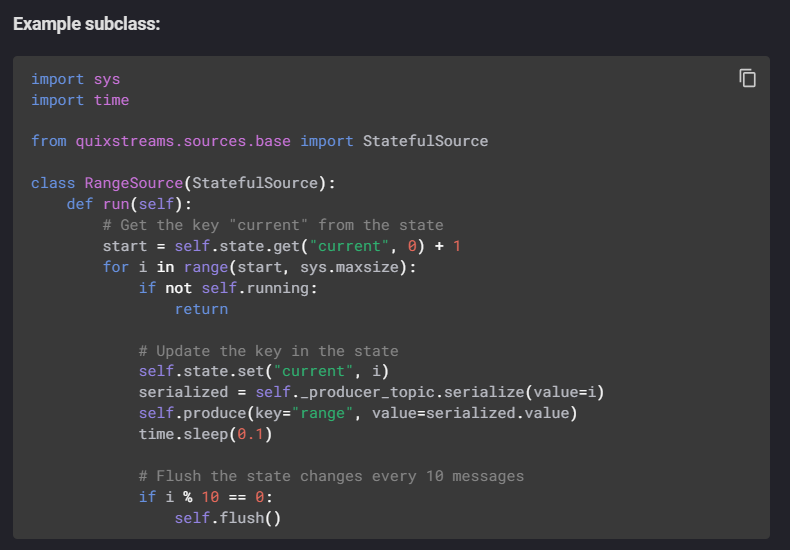 Example subclass:
import sys
import time
from quixstreams.sources.base import StatefulSource
class RangeSource(StatefulSource):
    def run(self):
        # Get the key "current" from the state
        start = self.state.get("current", 0) + 1
        for i in range(start, sys.maxsize):
            if not self.running:
                return
            # Update the key in the state
            self.state.set("current", i)
            serialized = self._producer_topic.serialize(value=i)
            self.produce(key="range", value=serialized.value)
            time.sleep(0.1)
            # Flush the state changes every 10 messages
            if i % 10 == 0:
                self.flush()